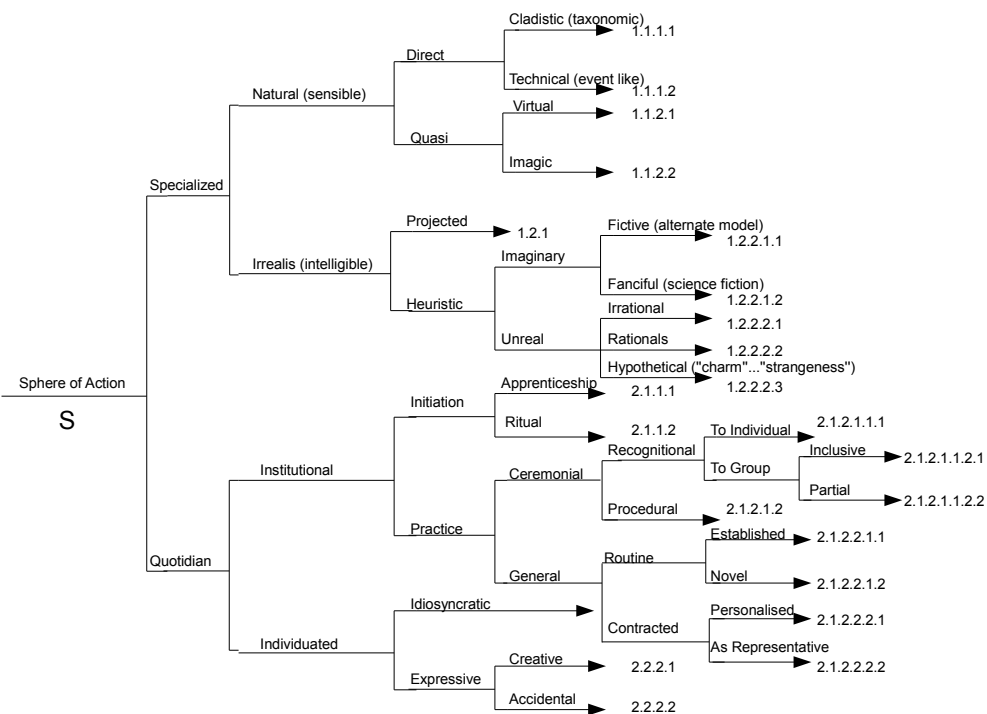 Cladistic (taxonomic)
1.1.1.1
Direct
Technical (event like)
1.1.1.2
Natural (sensible)
Virtual
1.1.2.1
Quasi
Imagic
1.1.2.2
Specialized
Projected
1.2.1
Fictive (alternate model)
1.2.2.1.1
Imaginary
Irrealis (intelligible)
Fanciful (science fiction)
1.2.2.1.2
Heuristic
Irrational
1.2.2.2.1
Unreal
Rationals
1.2.2.2.2
Hypothetical ("charm"..."strangeness")
1.2.2.2.3
Sphere of Action
S
Apprenticeship
2.1.1.1
Initiation
Ritual
2.1.1.2
To Individual
2.1.2.1.1.1
Recognitional
Inclusive
2.1.2.1.1.2.1
To Group
Institutional
Ceremonial
Partial
2.1.2.1.1.2.2
Procedural
2.1.2.1.2
Practice
Established
2.1.2.2.1.1
Quotidian
Routine
General
Novel
2.1.2.2.1.2
Idiosyncratic
Personalised
2.1.2.2.2.1
Contracted
Individuated
As Representative
2.1.2.2.2.2
Creative
2.2.2.1
Expressive
Accidental
2.2.2.2